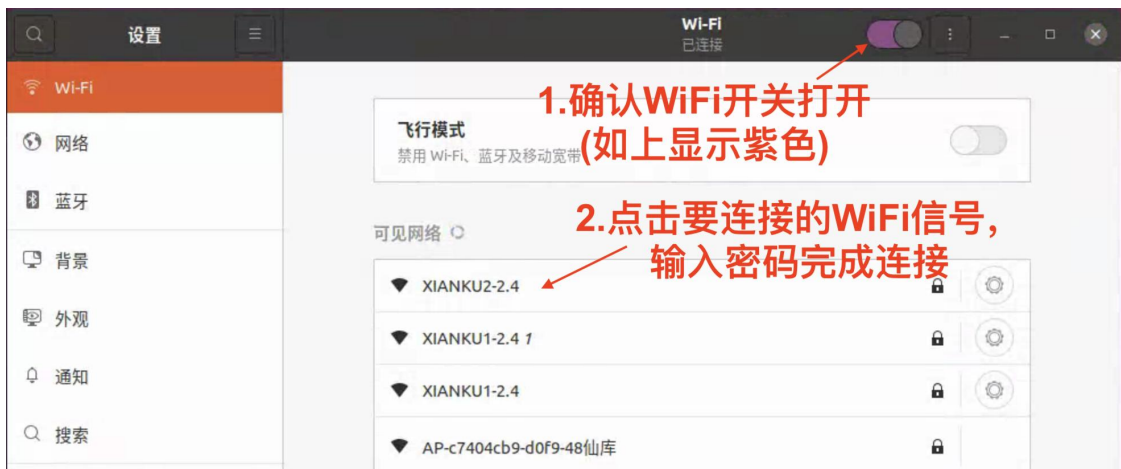 设置
Wi-Fi
已连接
Wi-Fi
1.确认WiFi开关打开
(如上显示紫色)
飞行模式
禁用 Wi-Fi、蓝牙及移动宽带
网络
蓝牙
2.点击要连接的WiFi信号，
输入密码完成连接
可见网络
背景
XIANKU2-2.4
外观
XIANKU1-2.4 1
通知
XIANKU1-2.4
搜索
AP-c7404cb9-d0f9-48仙库